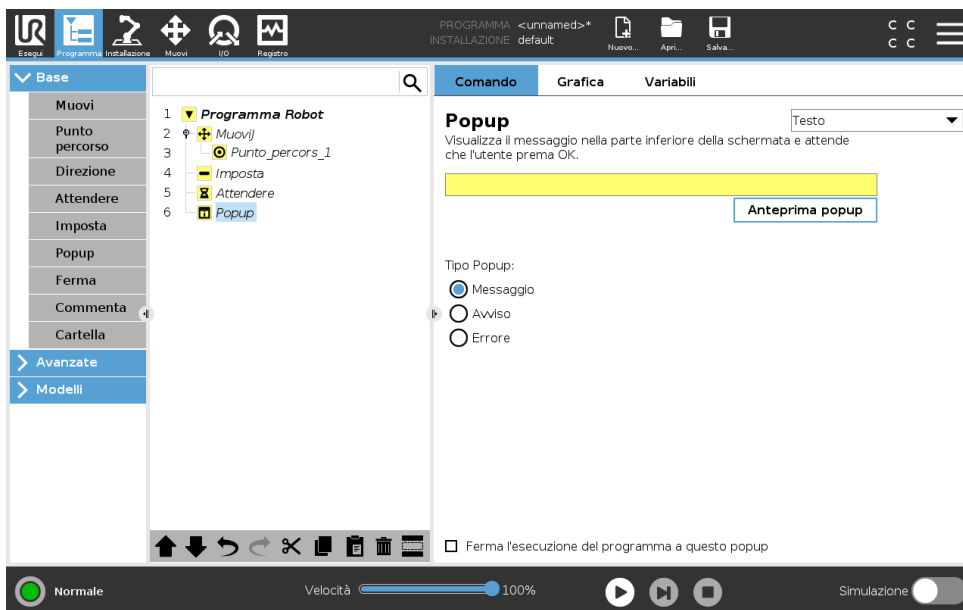 PROGRAMMA <unnamed>*
INSTALLAZIONE default
Esegui Programma Installazione Muovi I/O Registro Nuovo... Apri... Salva...
C C
C C
Base
Muovi
Punto
percorso
Direzione
Attendere
Imposta
Popup
Ferma
Commenta
Cartella
Avanzate
Modelli
1 Programma Robot
2 MuoviJ
3 Punto_percors_1
4 Imposta
5 Attendere
6 Popup
Comando Grafica Variabili
Popup
Testo
Visualizza il messaggio nella parte inferiore della schermata e attende
che l'utente prema OK.
Anteprima popup
Tipo Popup:
Messaggio
Avviso
Errore
Ferma l'esecuzione del programma a questo popup
Normale
Velocità 100%
Simulazione